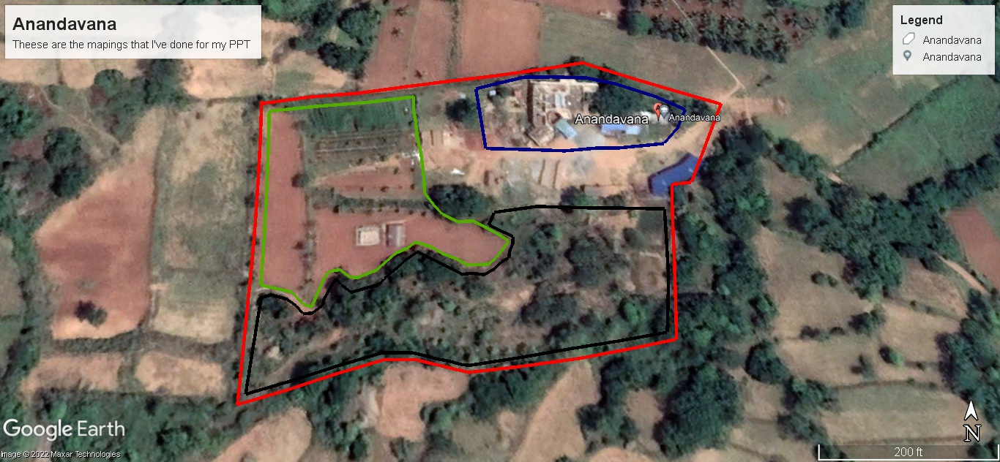 Anandavana
Theese are the mapings that I've done for my PPT
Legend
Anandavana
Anandavana
Anandavana
Anandavana
Google Earth
Image © 2022 Maxar Technologies
N
200 ft